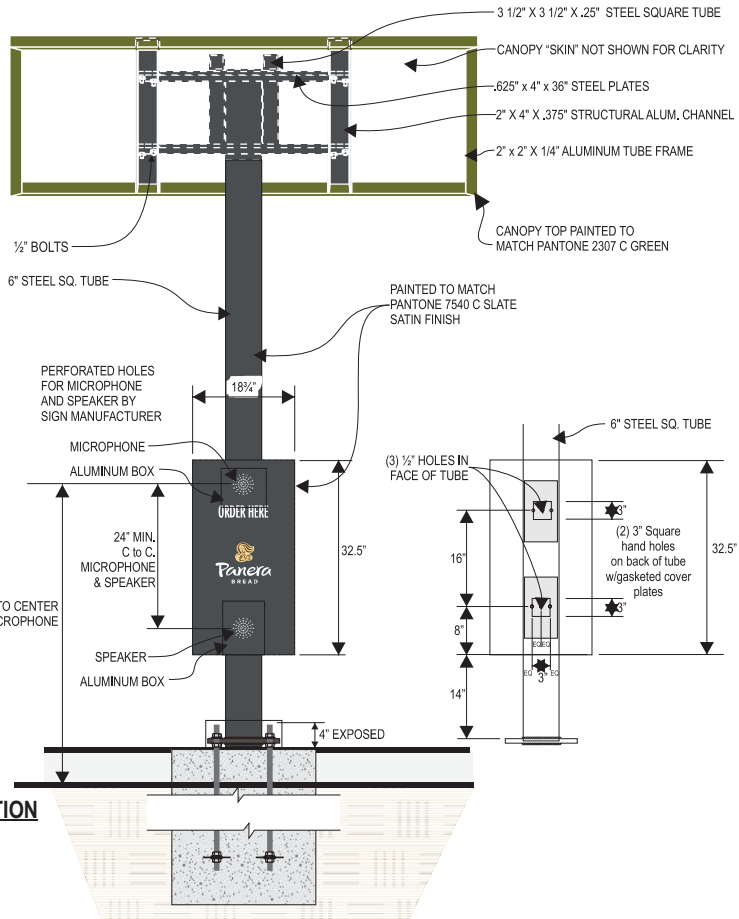 3 1/2" X 3 1/2" X .25" STEEL SQUARE TUBE
CANOPY “SKIN” NOT SHOWN FOR CLARITY
.625" x 4" x 36" STEEL PLATES
2" X 4" X .375" STRUCTURAL ALUM. CHANNEL
2" x 2" X 1/4" ALUMINUM TUBE FRAME
CANOPY TOP PAINTED TO
MATCH PANTONE 2307 C GREEN
½" BOLTS
6" STEEL SQ. TUBE
PAINTED TO MATCH
PANTONE 7540 C SLATE
SATIN FINISH
PERFORATED HOLES
FOR MICROPHONE
AND SPEAKER BY
SIGN MANUFACTURER
18¾"
MICROPHONE
ALUMINUM BOX
ORDER HERE
24" MIN.
C to C.
MICROPHONE
& SPEAKER
Panera
BREAD
32.5"
TO CENTER
CROPHONE
SPEAKER
ALUMINUM BOX
4" EXPOSED
TION
6" STEEL SQ. TUBE
(3) ½" HOLES IN
FACE OF TUBE
3"
(2) 3" Square
hand holes
on back of tube
w/gasketed cover
plates
16"
32.5"
3"
8"
EQ EQ
EQ 3" EQ
14"